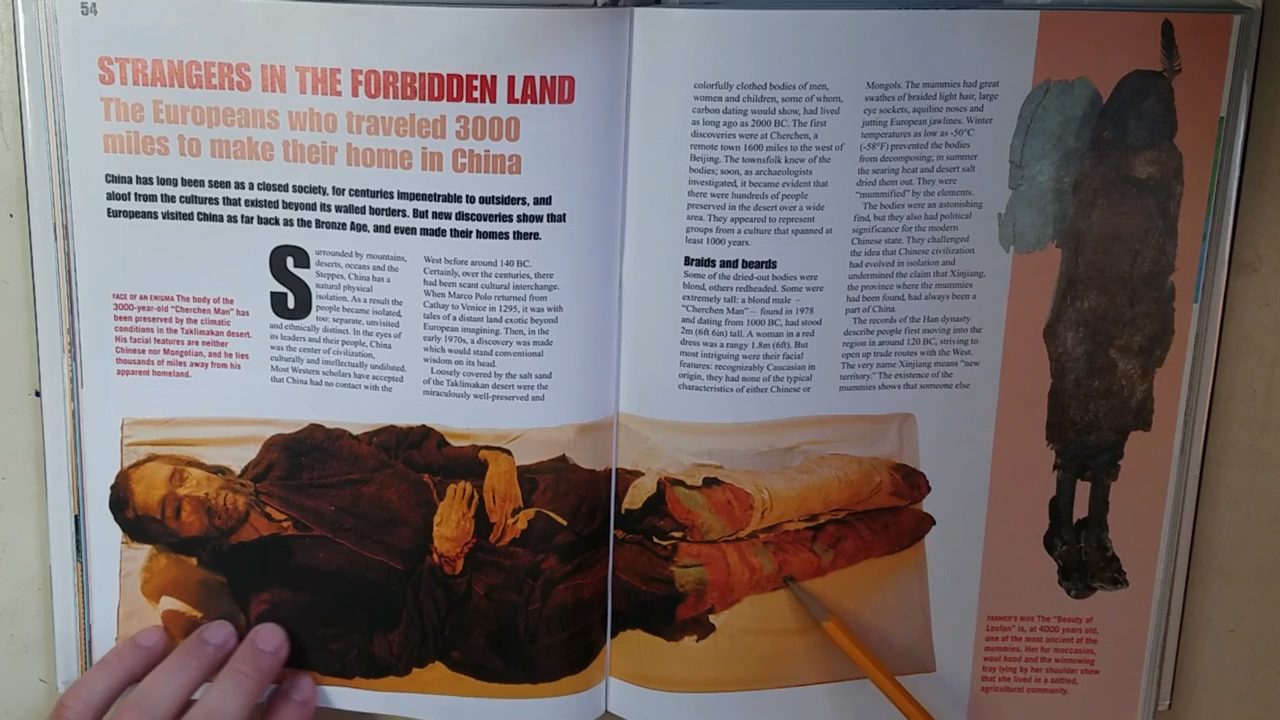 54
STRANGERS IN THE FORBIDDEN LAND
The Europeans who traveled 3000
miles to make their home in China
China has long been seen as a closed society, for centuries impenetrable to outsiders, and
aloof from the cultures that existed beyond its walled borders. But new discoveries show that
Europeans visited China as far back as the Bronze Age, and even made their homes there.
FACE OF AN ENIGMA The body of the
3000-year-old "Cherchen Man" has
been preserved by the climatic
conditions in the Taklimakan desert.
His facial features are neither
Chinese nor Mongolian, and he lies
thousands of miles away from his
apparent homeland.
Surrounded by mountains,
deserts, oceans and the
Steppes, China has a
natural physical
isolation. As a result the
people became isolated,
too: separate, unvisited
and ethnically distinct. In the eyes of
its leaders and their people, China
was the center of civilization,
culturally and intellectually undiluted.
Most Western scholars have accepted
that China had no contact with the
West before around 140 BC.
Certainly, over the centuries, there
had been scant cultural interchange.
When Marco Polo returned from
Cathay to Venice in 1295, it was with
tales of a distant land exotic beyond
European imagining. Then, in the
early 1970s, a discovery was made
which would stand conventional
wisdom on its head.
Loosely covered by the salt sand
of the Taklimakan desert were the
miraculously well-preserved and
colorfully clothed bodies of men,
women and children, some of whom,
carbon dating would show, had lived
as long ago as 2000 BC. The first
discoveries were at Cherchen, a
remote town 1600 miles to the west of
Beijing. The townsfolk knew of the
bodies; soon, as archaeologists
investigated, it became evident that
there were hundreds of people
preserved in the desert over a wide
area. They appeared to represent
groups from a culture that spanned at
least 1000 years.
Braids and beards
Some of the dried-out bodies were
blond, others redheaded. Some were
extremely tall: a blond male –
"Cherchen Man" – found in 1978
and dating from 1000 BC, had stood
2m (6ft 6in) tall. A woman in a red
dress was a rangy 1.8m (6ft). But
most intriguing were their facial
features: recognizably Caucasian in
origin, they had none of the typical
characteristics of either Chinese or
Mongols. The mummies had great
swathes of braided light hair, large
eye sockets, aquiline noses and
jutting European jawlines. Winter
temperatures as low as -50°C
(-58°F) prevented the bodies
from decomposing; in summer
the searing heat and desert salt
dried them out. They were
"mummified" by the elements.
The bodies were an astonishing
find, but they also had political
significance for the modern
Chinese state. They challenged
the idea that Chinese civilization
had evolved in isolation and
undermined the claim that Xinjiang,
the province where the mummies
had been found, had always been a
part of China.
The records of the Han dynasty
describe people first moving into the
region in around 120 BC, striving to
open up trade routes with the West.
The very name Xinjiang means "new
territory." The existence of the
mummies shows that someone else
FARMER'S WIFE The "Beauty of
Loulan" is, at 4000 years old,
one of the most ancient of the
mummies. Her fur moccasins,
wool hood and the winnowing
tray lying by her shoulder show
that she lived in a settled,
agricultural community.